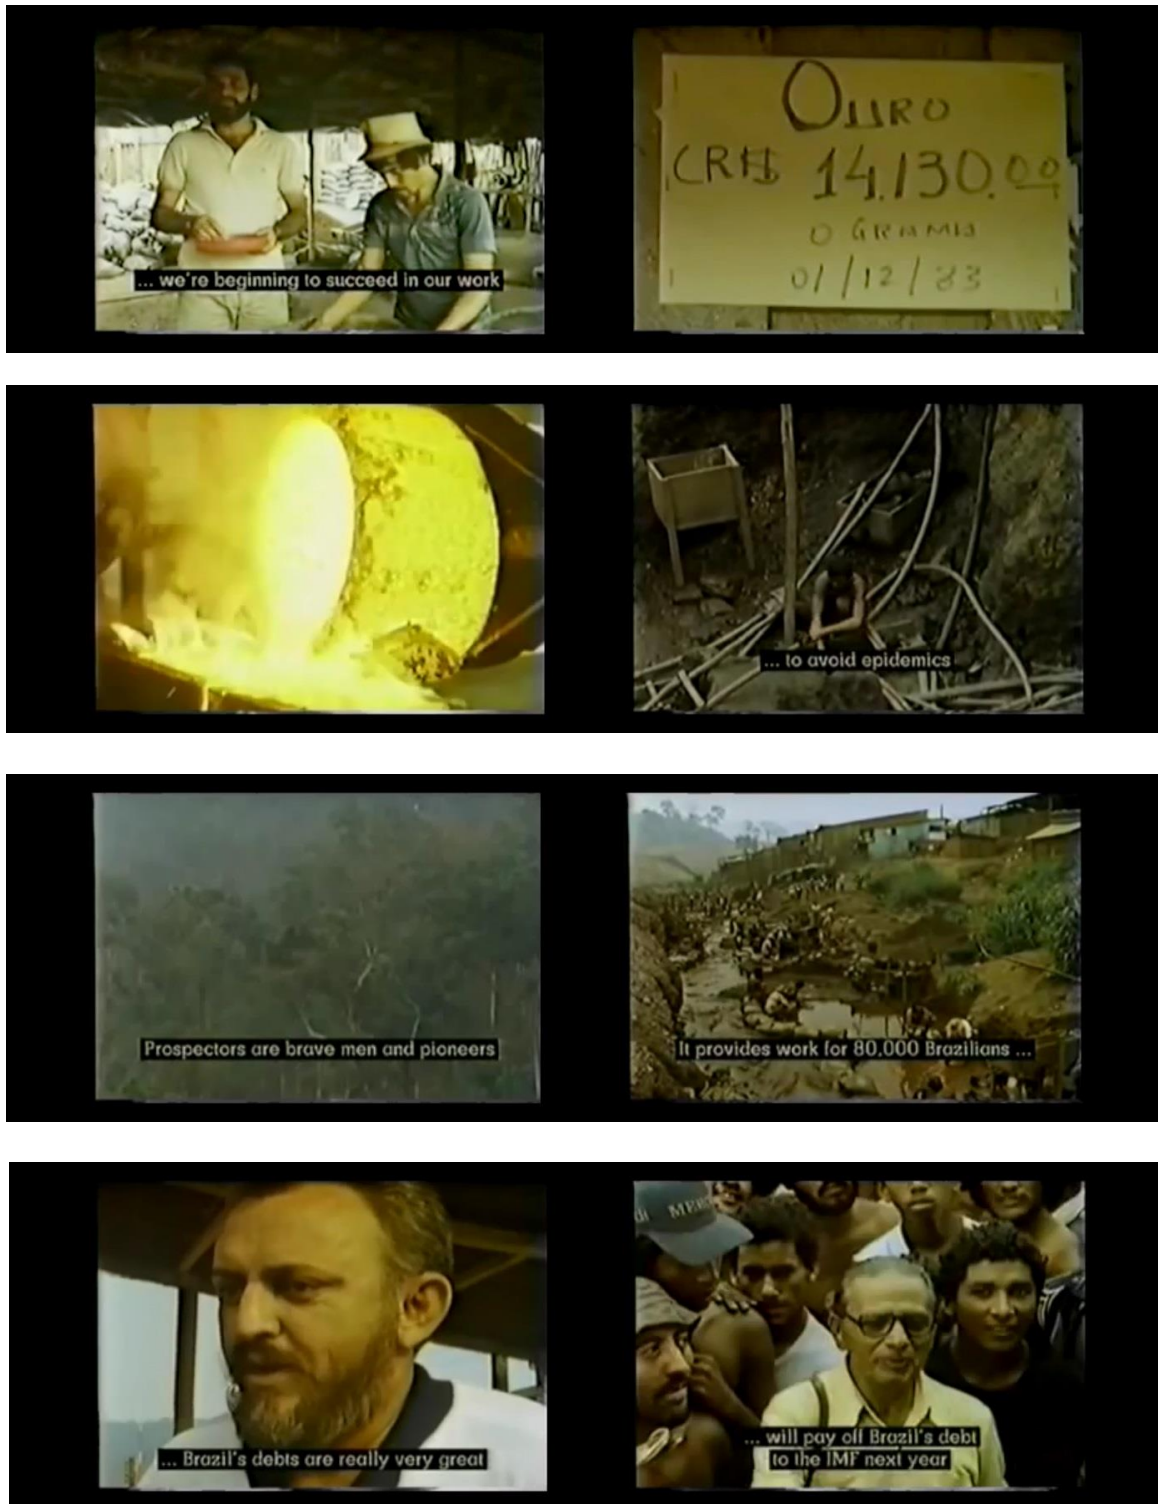 ... we're beginning to succeed in our work
OURO
CR$ 14.130.00
O GRAMA
01/12/83
... to avoid epidemics
Prospectors are brave men and pioneers
It provides work for 80.000 Brazilians ...
... Brazil's debts are really very great
... will pay off Brazil's debt
to the IMF next year